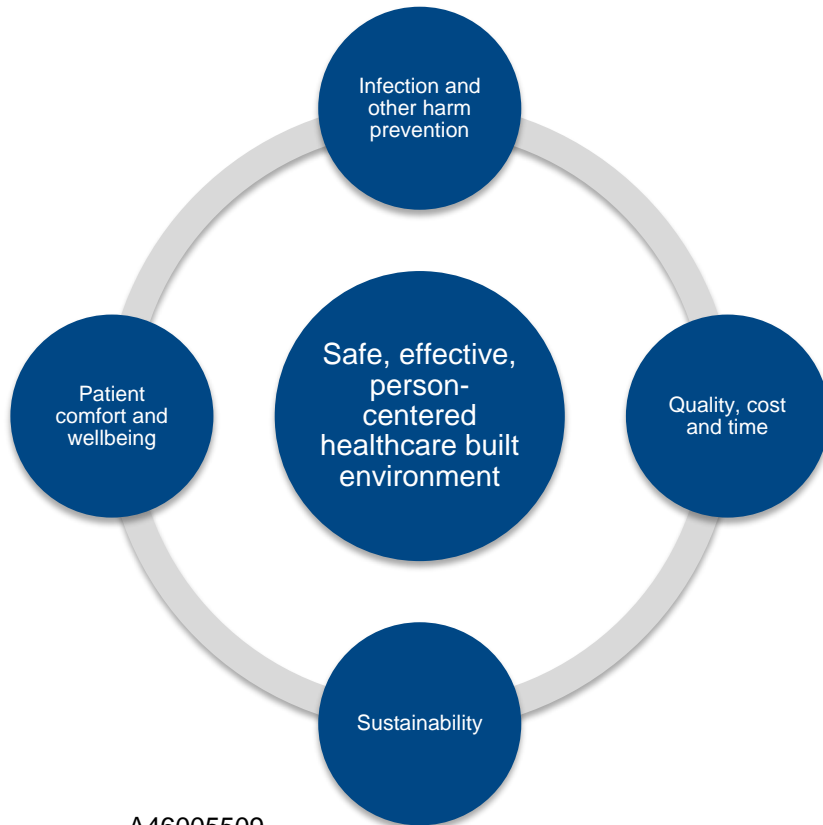 Infection and
other harm
prevention
Safe, effective,
person-
centered
healthcare built
environment
Patient
comfort and
wellbeing
Quality, cost
and time
Sustainability
A46005509